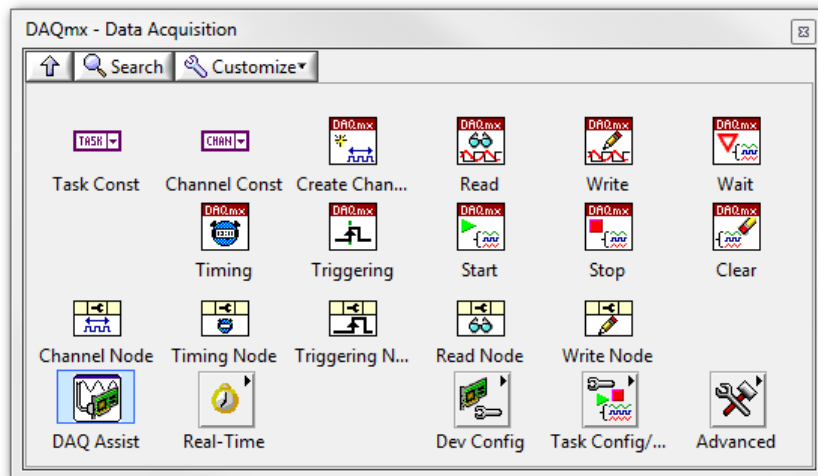 DAQmx - Data Acquisition
Search Customize
TASK CHAN DAQmx DAQmx DAQmx DAQmx
Task Const Channel Const Create Chan... Read Write Wait
DAQmx DAQmx DAQmx DAQmx DAQmx
Timing Triggering Start Stop Clear
Channel Node Timing Node Triggering N... Read Node Write Node
DAQ Assist Real-Time Dev Config Task Config/... Advanced